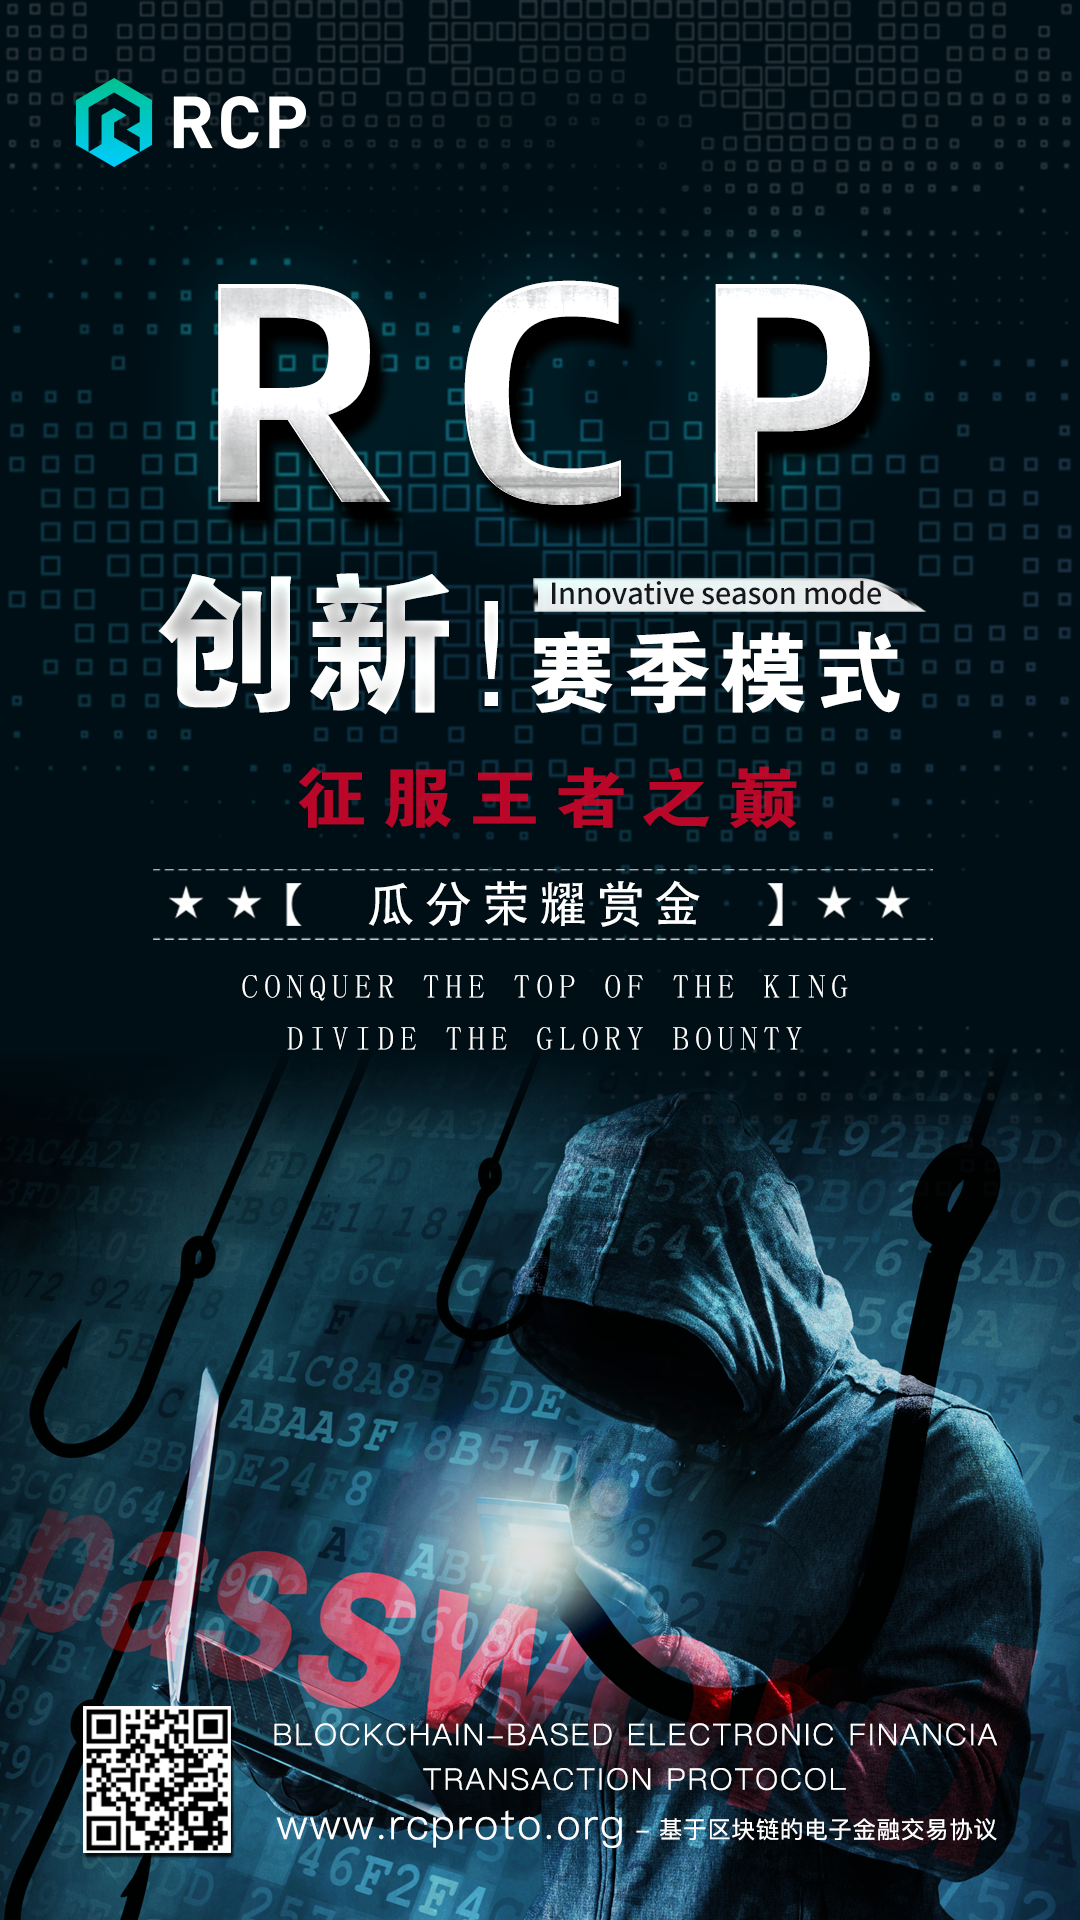 RCP
RCP
创新!
Innovative season mode
赛季模式
征服王者之巅
★ ★【 瓜分荣耀赏金 】★ ★
CONQUER THE TOP OF THE KING
DIVIDE THE GLORY BOUNTY
password
BLOCKCHAIN-BASED ELECTRONIC FINANCIA
TRANSACTION PROTOCOL
www.rcproto.org - 基于区块链的电子金融交易协议